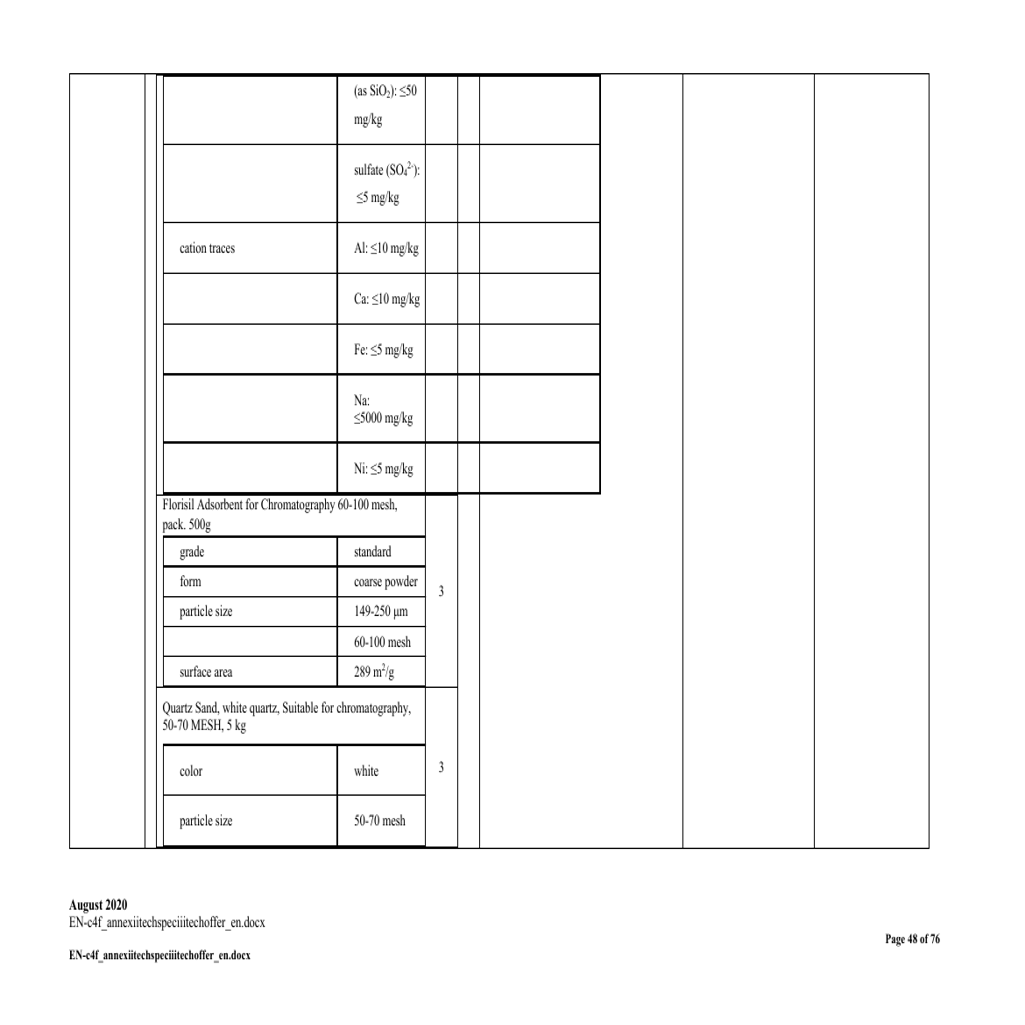 (as SiO₂): ≤50
mg/kg
sulfate (SO₄²⁻):
≤5 mg/kg
cation traces
Al: ≤10 mg/kg
Ca: ≤10 mg/kg
Fe: ≤5 mg/kg
Na:
≤5000 mg/kg
Ni: ≤5 mg/kg
Florisil Adsorbent for Chromatography 60-100 mesh,
pack. 500g
grade
standard
form
coarse powder
3
particle size
149-250 μm
60-100 mesh
surface area
289 m²/g
Quartz Sand, white quartz, Suitable for chromatography,
50-70 MESH, 5 kg
color
white
3
particle size
50-70 mesh
August 2020
EN-c4f_annexiitechspeciiitechoffer_en.docx
Page 48 of 76
EN-c4f_annexiitechspeciiitechoffer_en.docx